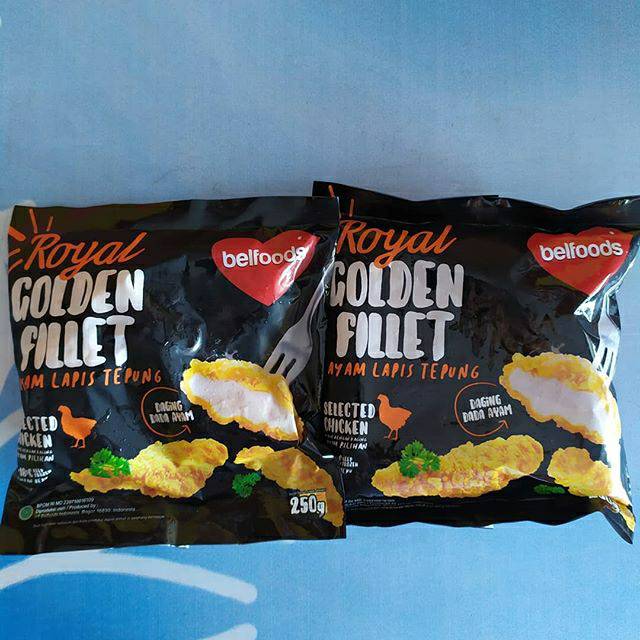 Royal
belfoods
GOLDEN
FILLET
AYAM LAPIS TEPUNG
DAGING
DADA AYAM
SELECTED
CHICKEN
250g
Royal
belfoods
GOLDEN
FILLET
AYAM LAPIS TEPUNG
DAGING
DADA AYAM
SELECTED
CHICKEN